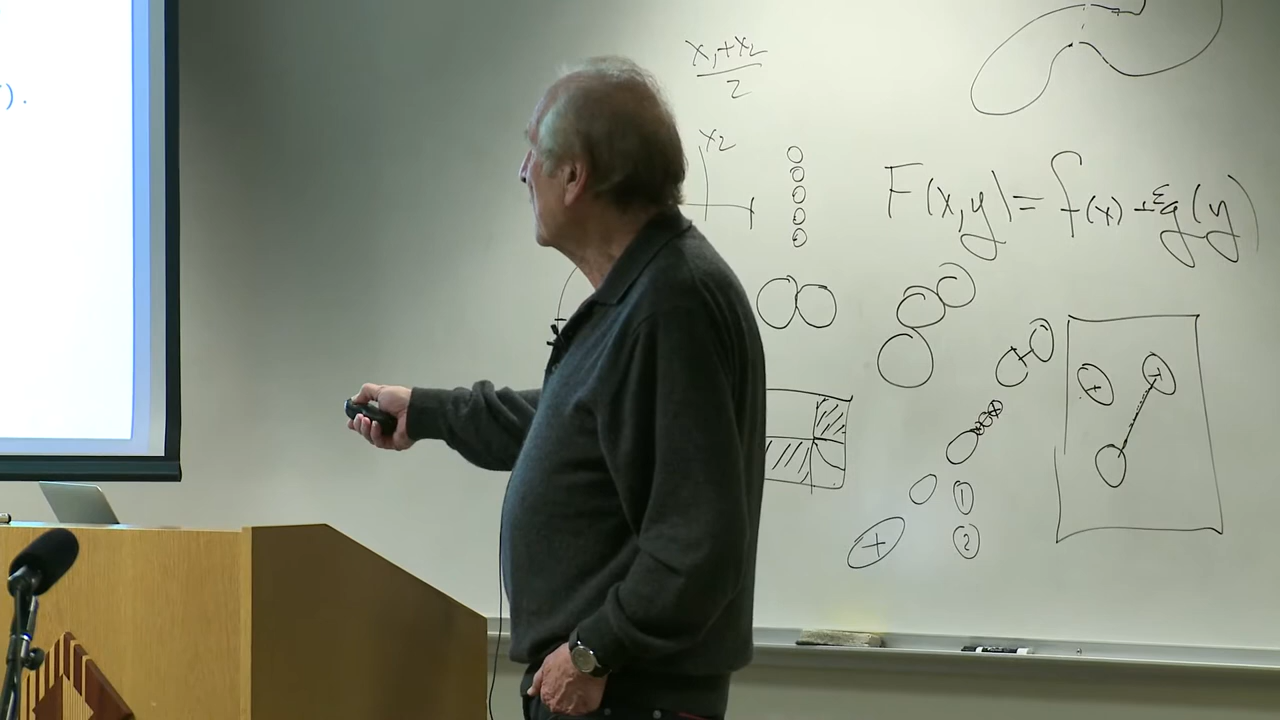 ).
x₁+x₂
2
x₂
F(x,y)= f(x)+εg(y)
+
+
1
+
2